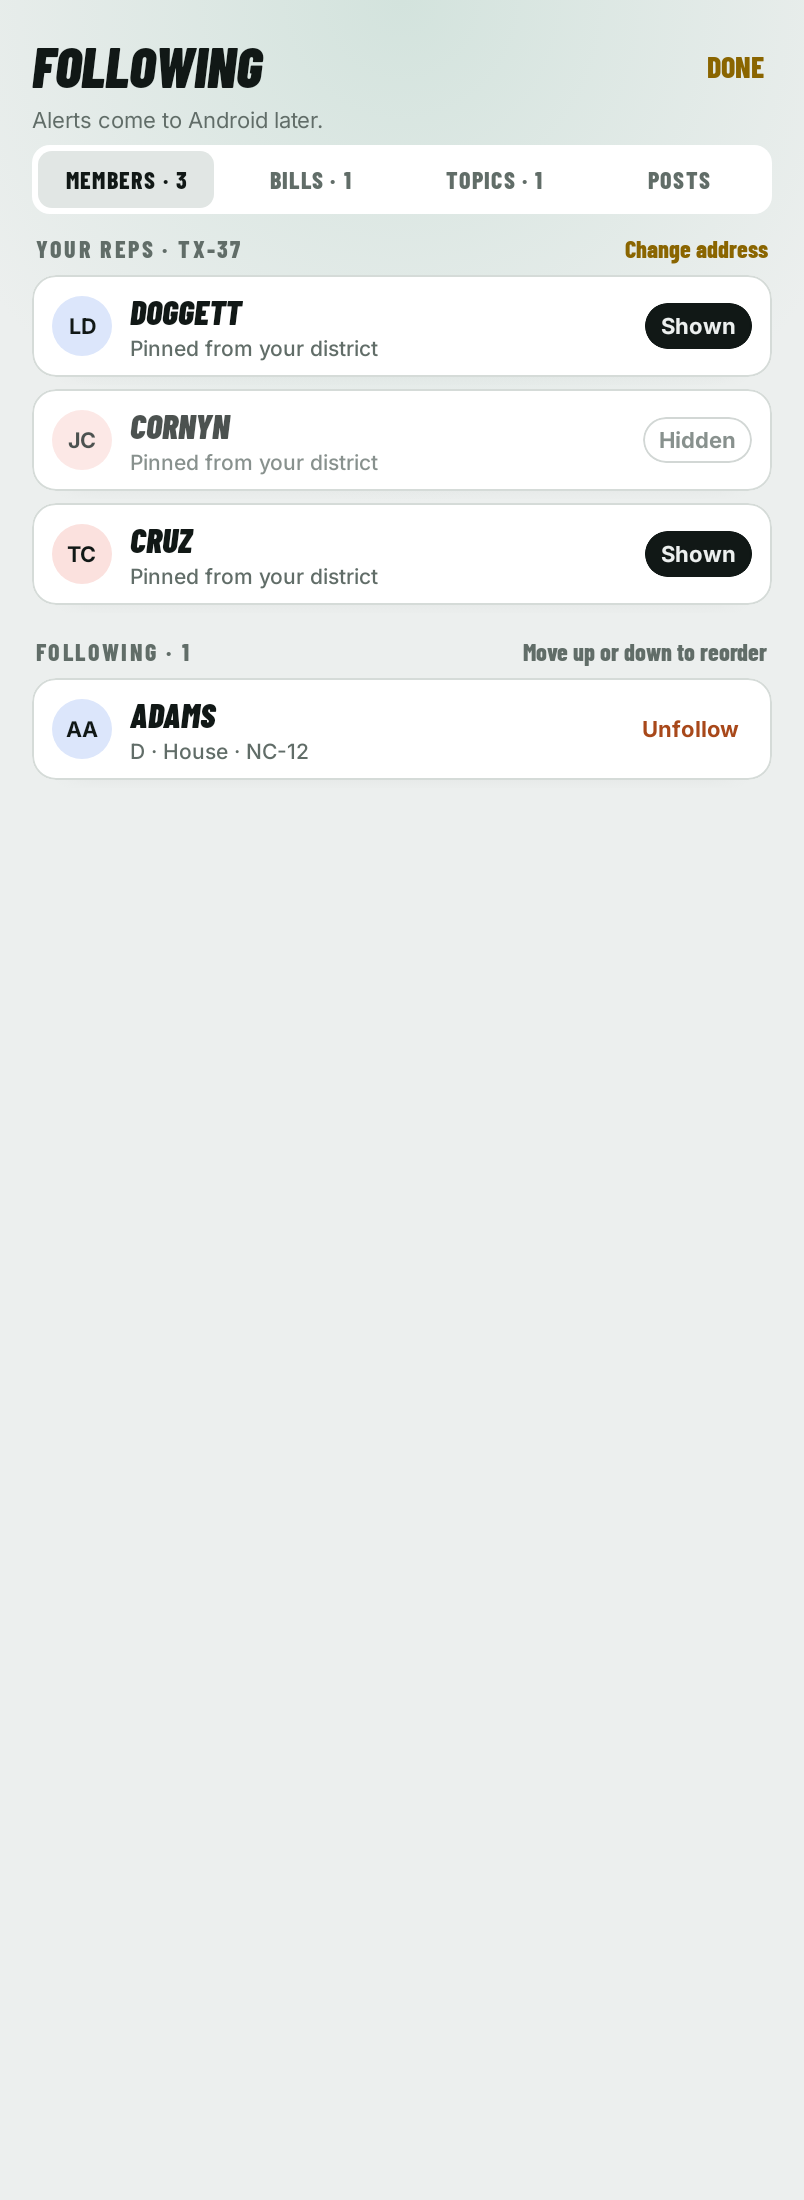 FOLLOWING
DONE
Alerts come to Android later.
MEMBERS · 3
BILLS · 1
TOPICS · 1
POSTS
YOUR REPS · TX-37
Change address
LD
DOGGETT
Pinned from your district
Shown
JC
CORNYN
Pinned from your district
Hidden
TC
CRUZ
Pinned from your district
Shown
FOLLOWING · 1
Move up or down to reorder
AA
ADAMS
D · House · NC-12
Unfollow